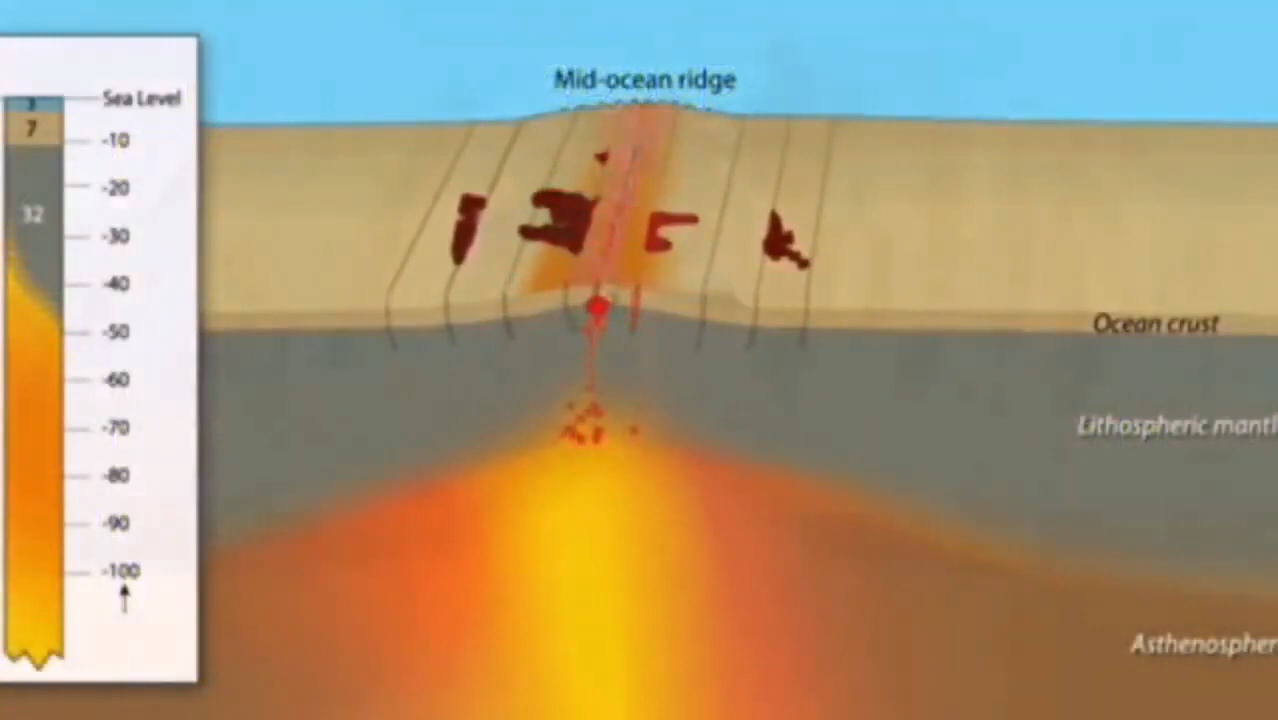 Mid-ocean ridge
Sea Level
7
-10
-20
32
-30
-40
-50
-60
-70
-80
-90
-100
Ocean crust
Lithospheric mantl
Asthenospher